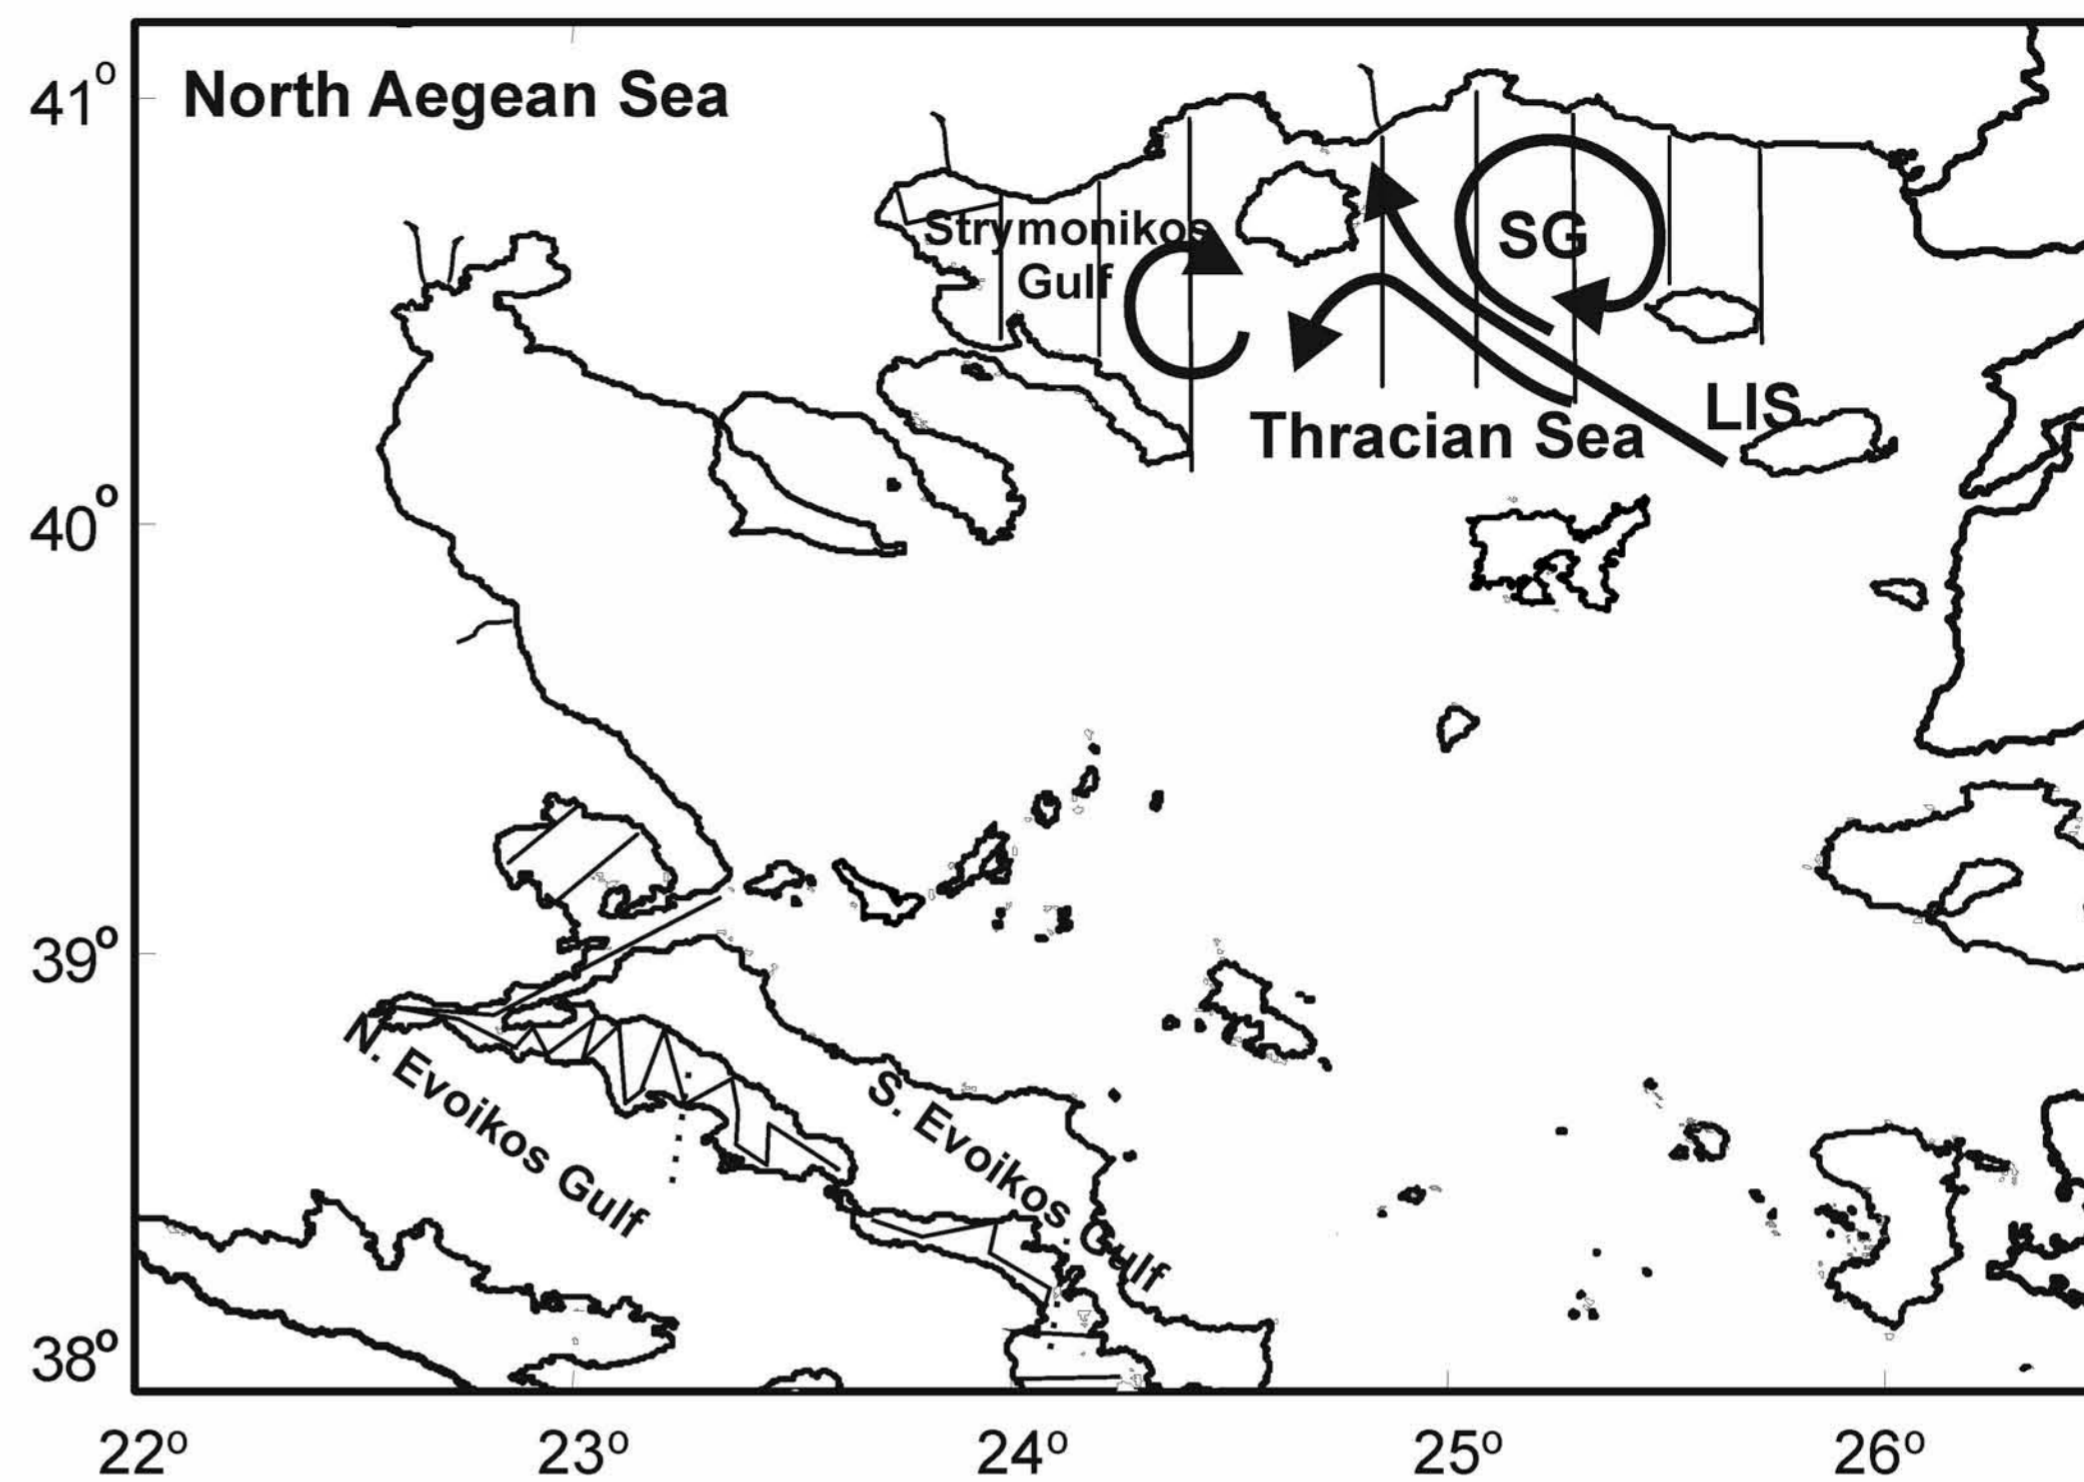 North Aegean Sea
41°
Strymonikos
Gulf
SG
LIS
Thracian Sea
40°
39°
N. Evoikos Gulf
S. Evoikos Gulf
38°
22°
23°
24°
25°
26°